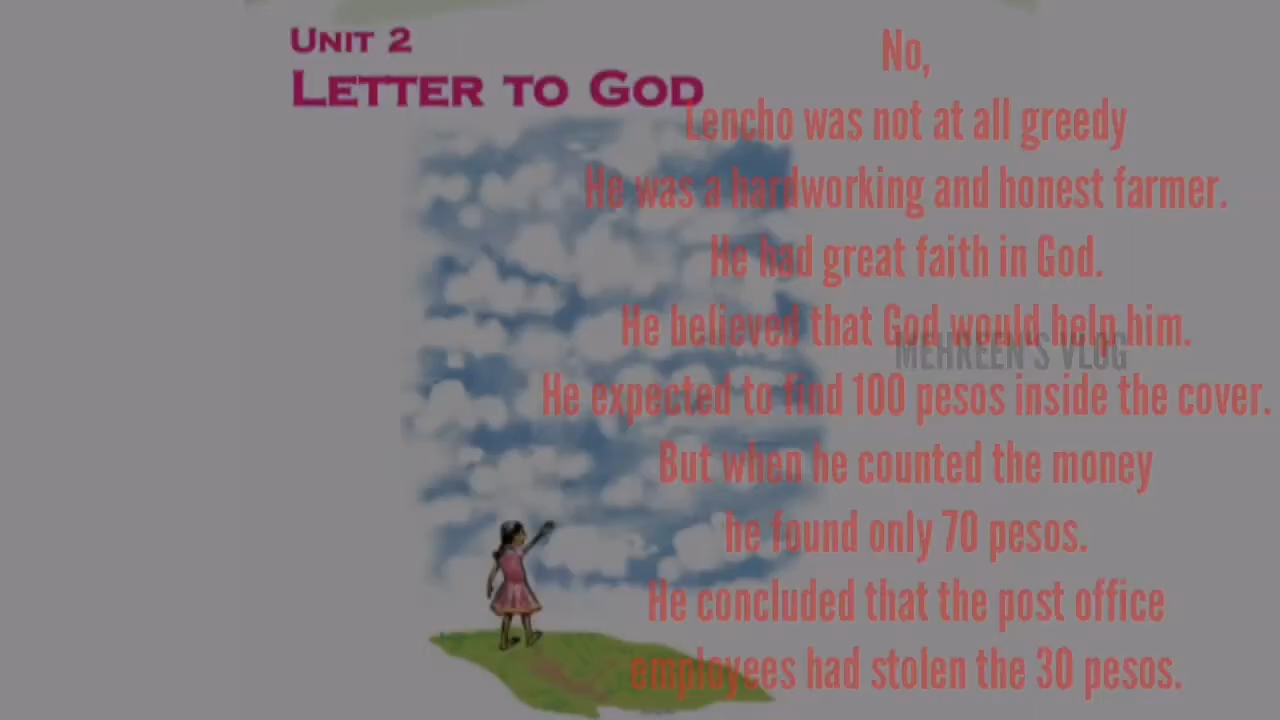 UNIT 2
LETTER TO GOD
No,
Lencho was not at all greedy
He was a hardworking and honest farmer.
He had great faith in God.
He believed that God would help him.
MEHREEN'S VLOG
He expected to find 100 pesos inside the cover.
But when he counted the money
he found only 70 pesos.
He concluded that the post office
employees had stolen the 30 pesos.